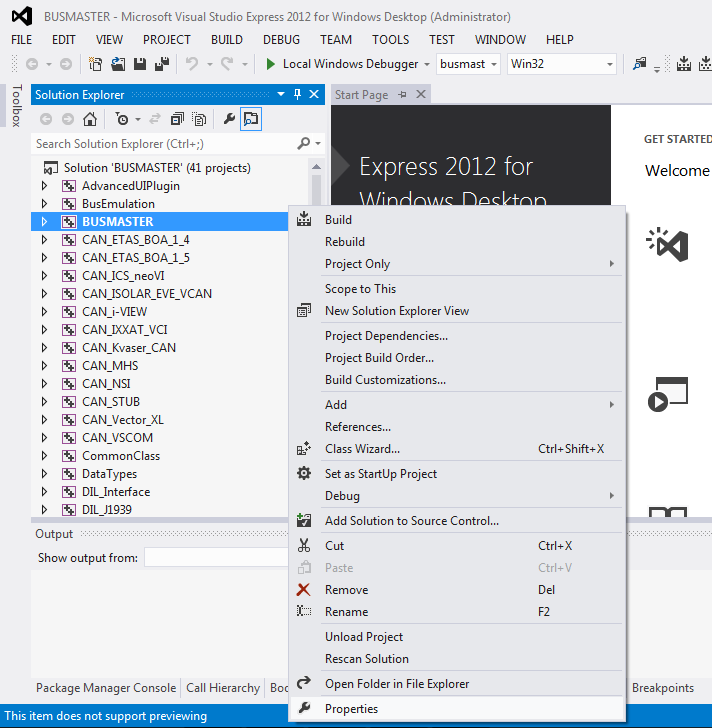 BUSMASTER - Microsoft Visual Studio Express 2012 for Windows Desktop (Administrator)
FILE EDIT VIEW PROJECT BUILD DEBUG TEAM TOOLS TEST WINDOW HELP
Local Windows Debugger busmast Win32
Toolbox
Solution Explorer
Start Page
Search Solution Explorer (Ctrl+;)
Solution 'BUSMASTER' (41 projects)
AdvancedUIPlugin
BusEmulation
BUSMASTER
CAN_ETAS_BOA_1_4
CAN_ETAS_BOA_1_5
CAN_ICS_neoVI
CAN_ISOLAR_EVE_VCAN
CAN_i-VIEW
CAN_IXXAT_VCI
CAN_Kvaser_CAN
CAN_MHS
CAN_NSI
CAN_STUB
CAN_Vector_XL
CAN_VSCOM
CommonClass
DataTypes
DIL_Interface
DIL_J1939
Express 2012 for
Windows Desktop
GET STARTED
Welcome
Build
Rebuild
Project Only
Scope to This
New Solution Explorer View
Project Dependencies...
Project Build Order...
Build Customizations...
Add
References...
Class Wizard... Ctrl+Shift+X
Set as StartUp Project
Debug
Add Solution to Source Control...
Cut Ctrl+X
Paste Ctrl+V
Remove Del
Rename F2
Unload Project
Rescan Solution
Open Folder in File Explorer
Properties
Output
Show output from:
Package Manager Console Call Hierarchy Boo Breakpoints
This item does not support previewing